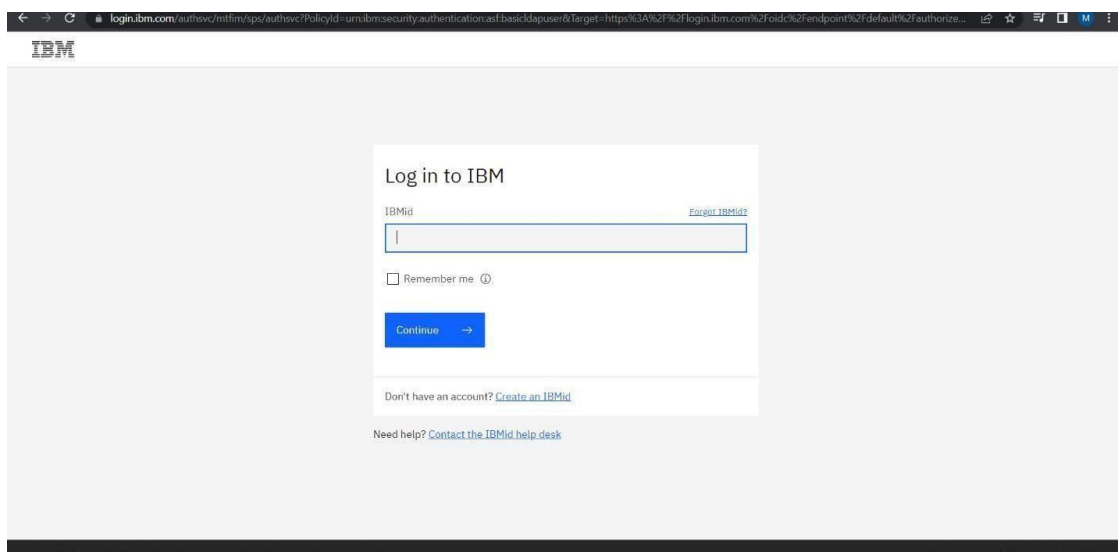 login.ibm.com/authsvc/mtfim/sps/authsvc?PolicyId=urn:ibm:security:authentication:asf:basicldapuser&Target=https%3A%2F%2Flogin.ibm.com%2Foidc%2Fendpoint%2Fdefault%2Fauthorize... M
IBM
Log in to IBM
IBMid Forgot IBMid?
Remember me
Continue →
Don't have an account? Create an IBMid
Need help? Contact the IBMid help desk